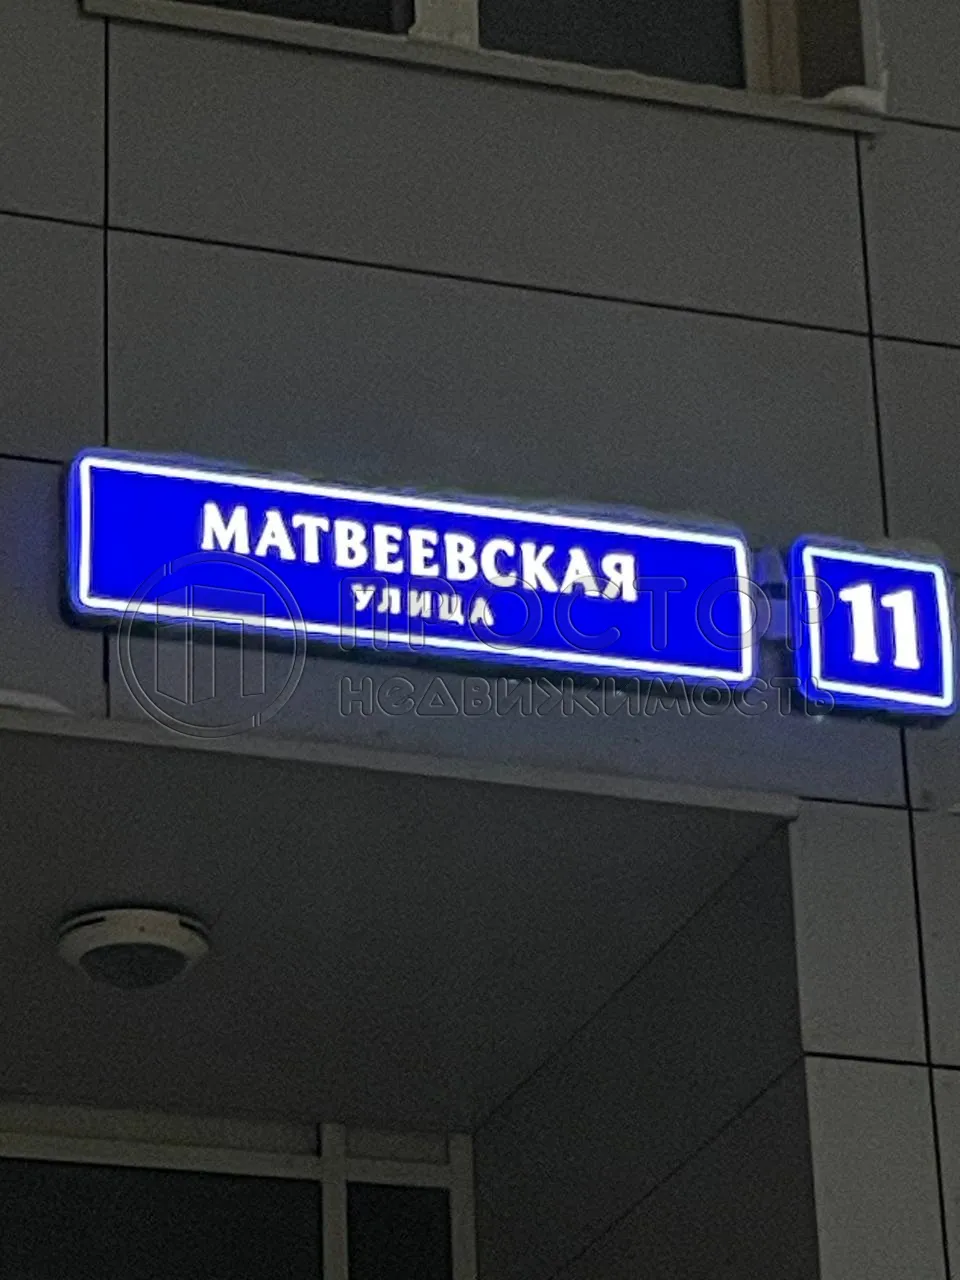 МАТВЕЕВСКАЯ
УЛИЦА
11
ПРОСТОР
НЕДВИЖИМОСТЬ